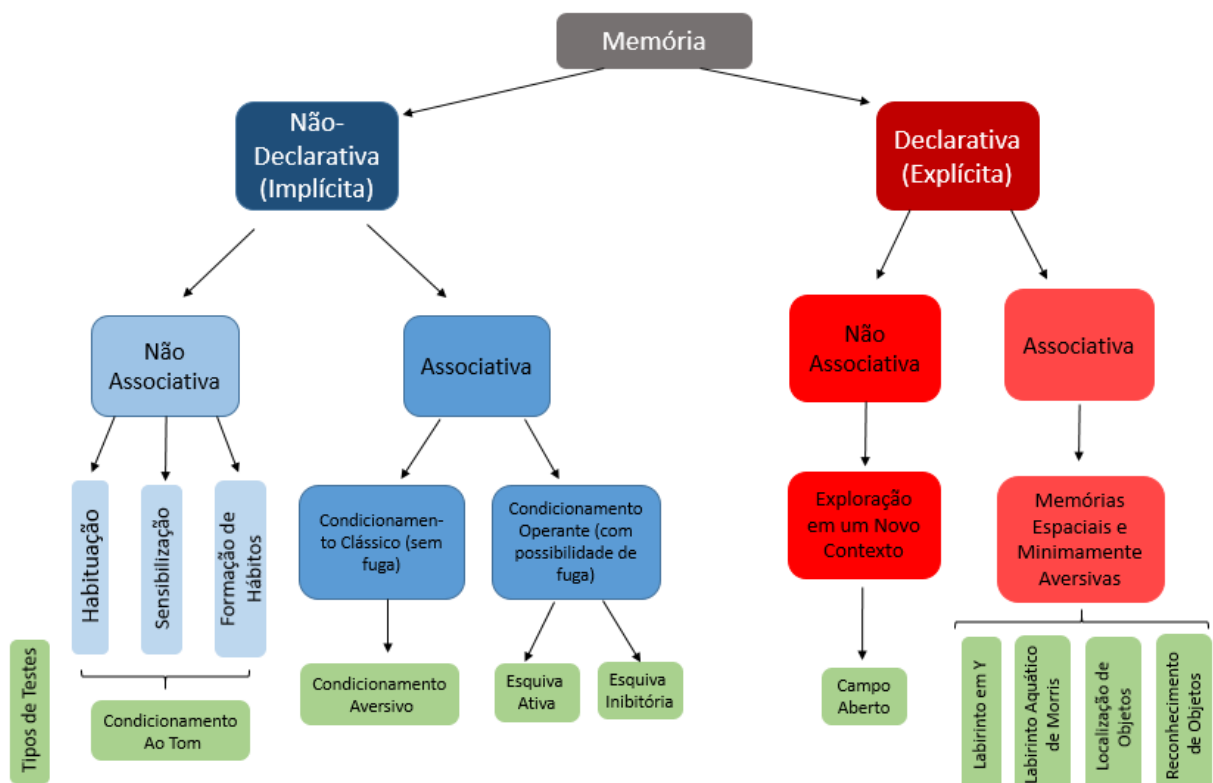 Memória
Não-
Declarativa
(Implícita)
Declarativa
(Explícita)
Não
Associativa
Associativa
Não
Associativa
Associativa
Habituação
Sensibilização
Formação de
Hábitos
Condicionamen-
to Clássico (sem
fuga)
Condicionamento
Operante (com
possibilidade de
fuga)
Exploração
em um Novo
Contexto
Memórias
Espaciais e
Minimamente
Aversivas
Tipos de Testes
Condicionamento
Ao Tom
Condicionamento
Aversivo
Esquiva
Ativa
Esquiva
Inibitória
Campo
Aberto
Labirinto em Y
Labirinto Aquático
de Morris
Localização de
Objetos
Reconhecimento
de Objetos